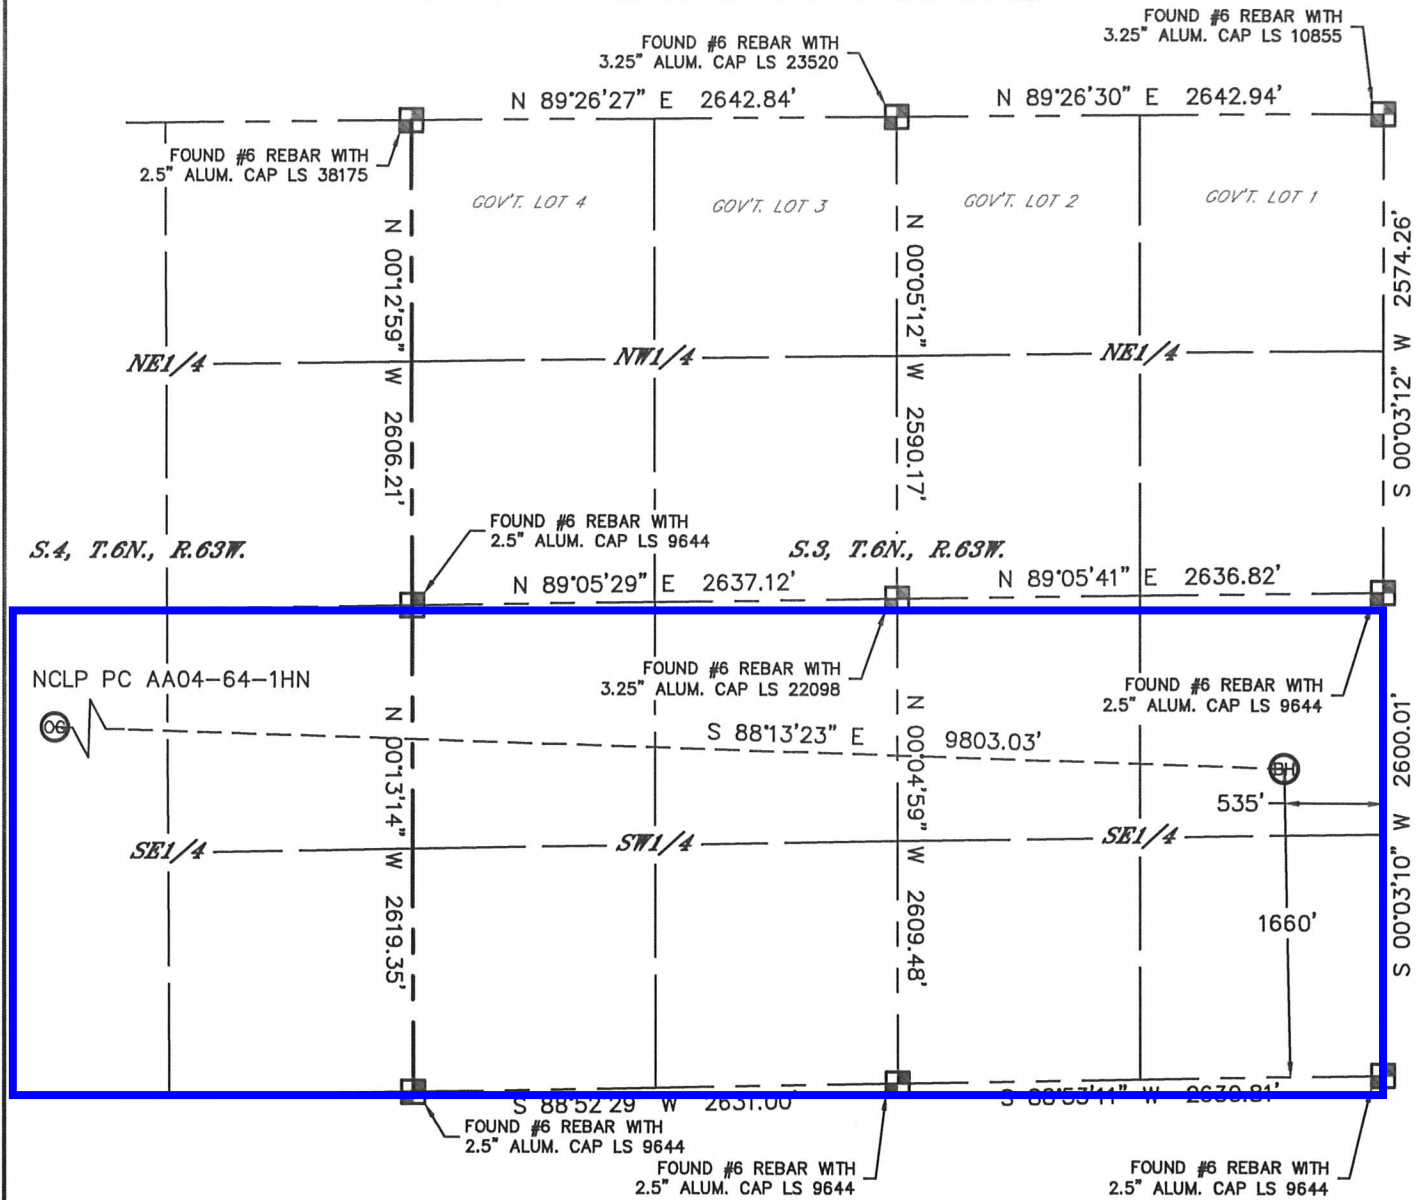 FOUND #6 REBAR WITH
3.25" ALUM. CAP LS 10855
FOUND #6 REBAR WITH
3.25" ALUM. CAP LS 23520
N 89°26'27" E 2642.84'
N 89°26'30" E 2642.94'
FOUND #6 REBAR WITH
2.5" ALUM. CAP LS 38175
GOV'T. LOT 4
GOV'T. LOT 3
GOV'T. LOT 2
GOV'T. LOT 1
N 00°12'59" W 2606.21'
N 00°05'12" W 2590.17'
S 00°03'12" W 2574.26'
NE1/4
NW1/4
NE1/4
FOUND #6 REBAR WITH
2.5" ALUM. CAP LS 9644
S.4, T.6N., R.63W.
S.3, T.6N., R.63W.
N 89°05'29" E 2637.12'
N 89°05'41" E 2636.82'
FOUND #6 REBAR WITH
3.25" ALUM. CAP LS 22098
FOUND #6 REBAR WITH
2.5" ALUM. CAP LS 9644
NCLP PC AA04-64-1HN
OG
S 88°13'23" E 9803.03'
BH
535'
N 00°13'14" W 2619.35'
N 00°04'59" W 2609.48'
S 00°03'10" W 2600.01'
SE1/4
SW1/4
SE1/4
1660'
S 88°52'29" W 2631.00'
S 88°53'11" W
FOUND #6 REBAR WITH
2.5" ALUM. CAP LS 9644
FOUND #6 REBAR WITH
2.5" ALUM. CAP LS 9644
FOUND #6 REBAR WITH
2.5" ALUM. CAP LS 9644